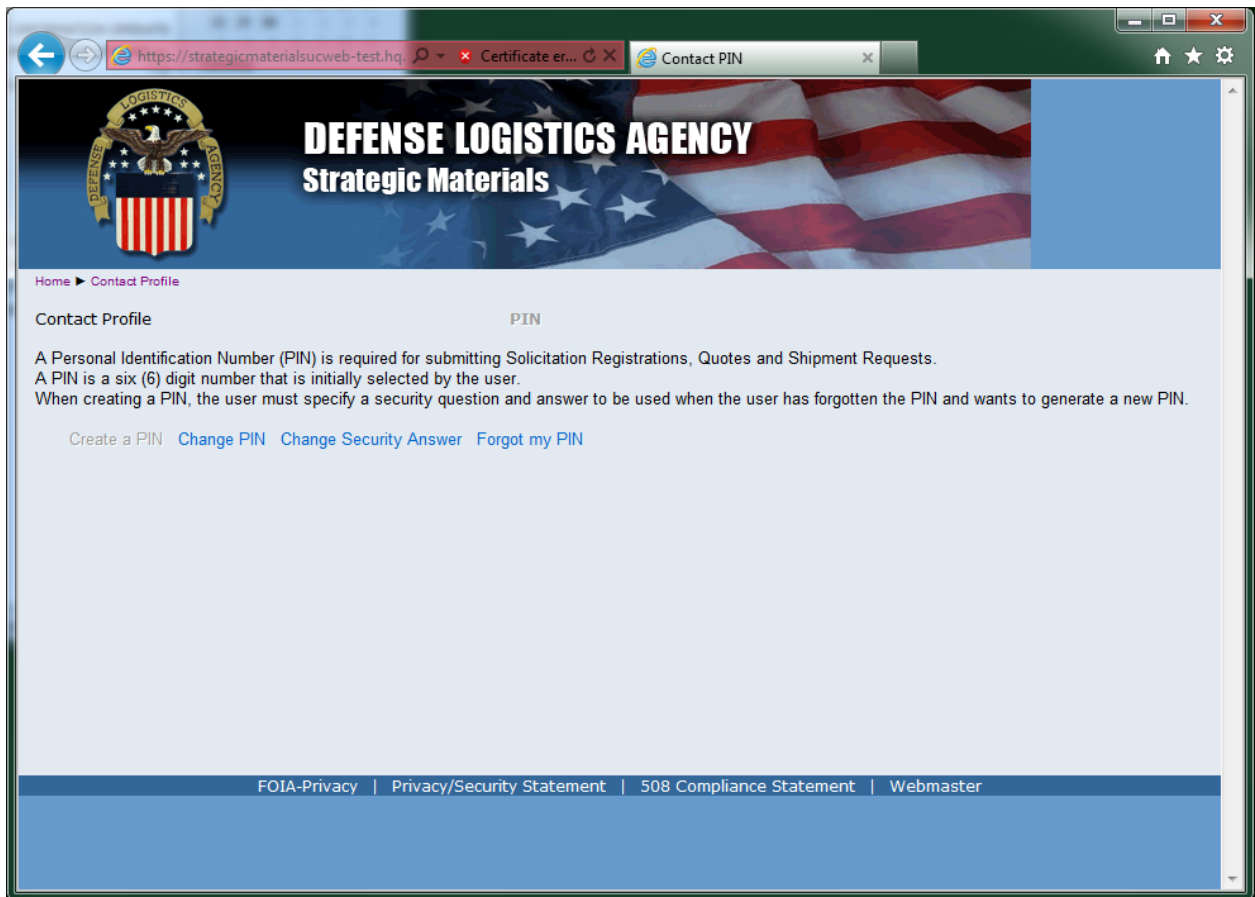 https://strategicmaterialsucweb-test.hq. Certificate er... Contact PIN
LOGISTICS
DEFENSE
AGENCY
DEFENSE LOGISTICS AGENCY
Strategic Materials
Home ► Contact Profile
Contact Profile PIN
A Personal Identification Number (PIN) is required for submitting Solicitation Registrations, Quotes and Shipment Requests.
A PIN is a six (6) digit number that is initially selected by the user.
When creating a PIN, the user must specify a security question and answer to be used when the user has forgotten the PIN and wants to generate a new PIN.
Create a PIN Change PIN Change Security Answer Forgot my PIN
FOIA-Privacy | Privacy/Security Statement | 508 Compliance Statement | Webmaster